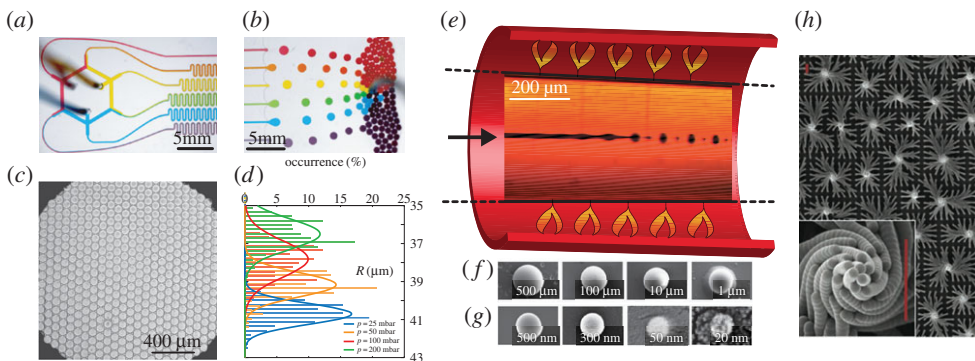 (a)
5mm
(b)
5mm
occurrence (%)
(c)
400 µm
(d)
0 5 10 15 20 25
35
37
R (µm)
39
41
43
p = 25 mbar
p = 50 mbar
p = 100 mbar
p = 200 mbar
(e)
200 µm
(f)
500 µm
100 µm
10 µm
1 µm
(g)
500 nm
300 nm
50 nm
20 nm
(h)